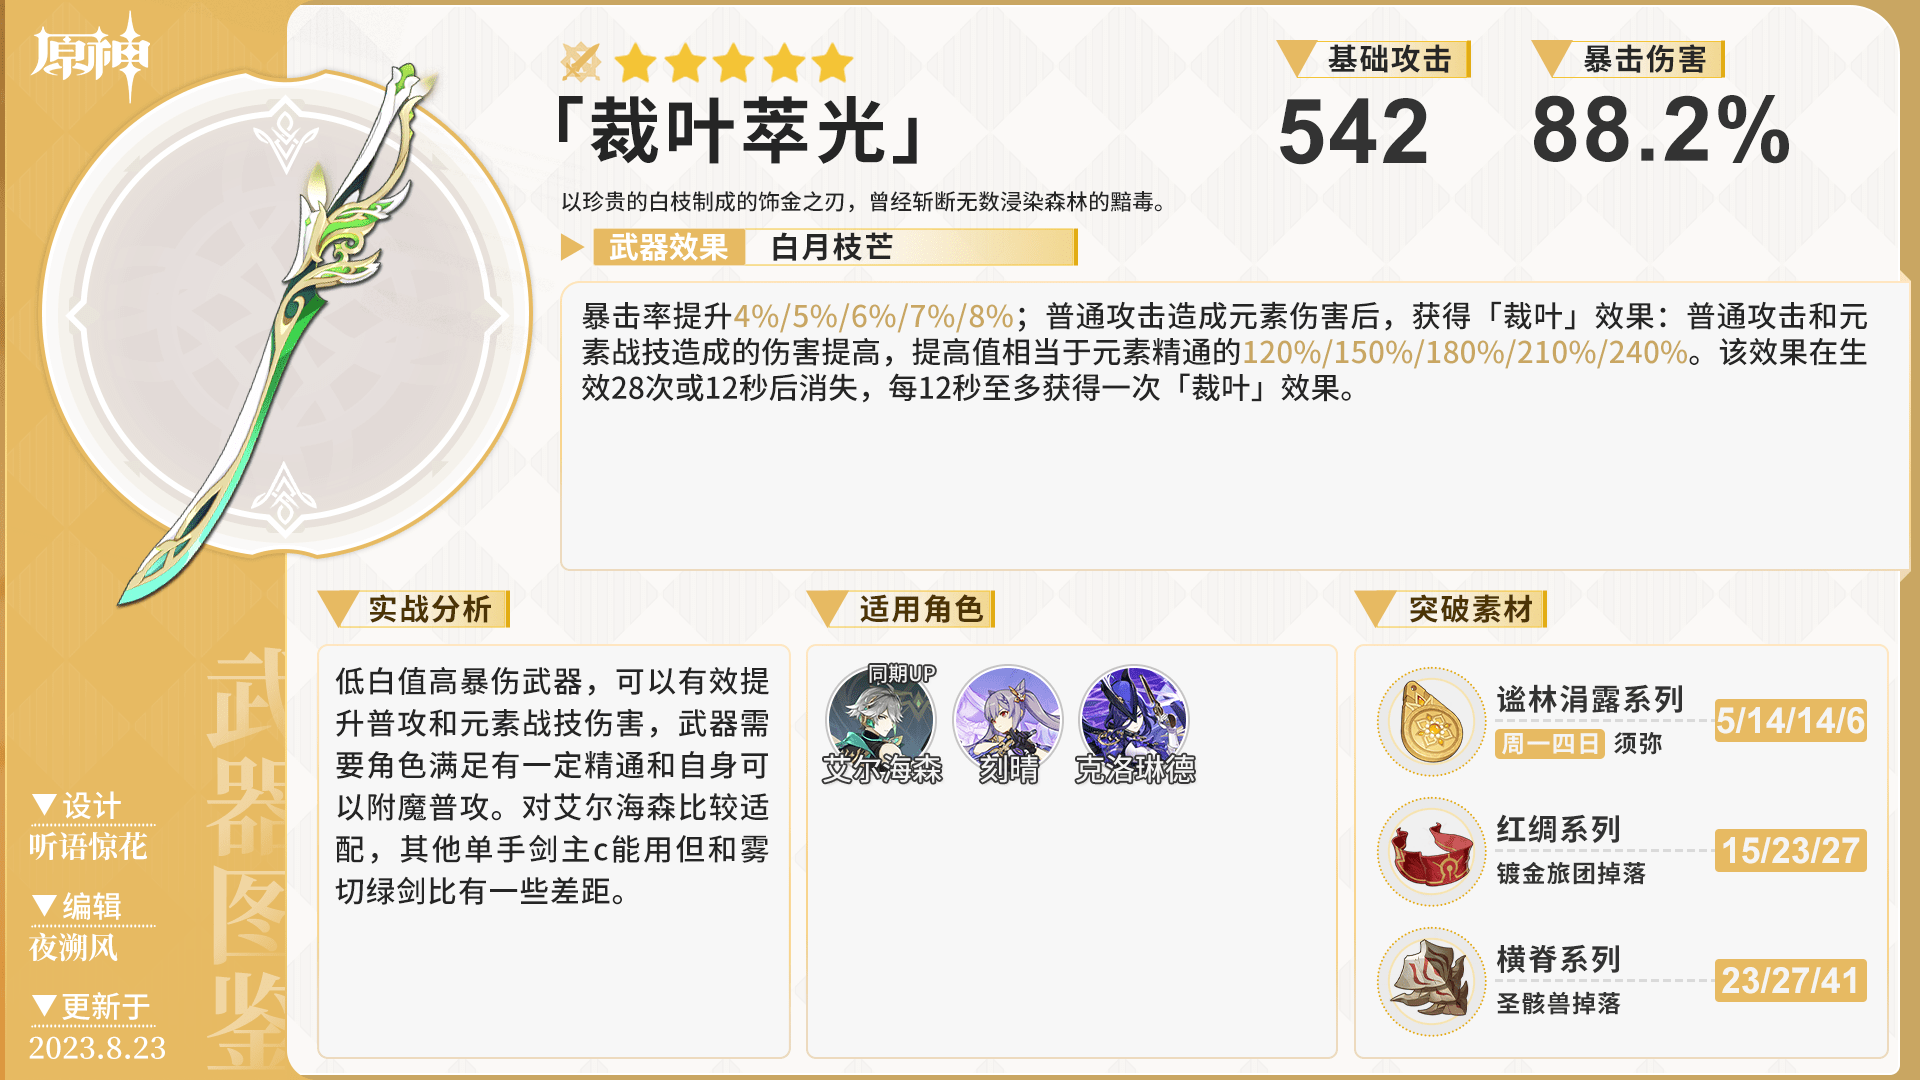 原神
「裁叶萃光」
基础攻击
542
暴击伤害
88.2%
以珍贵的白枝制成的饰金之刃，曾经斩断无数浸染森林的黯毒。
武器效果 白月枝芒
暴击率提升4%/5%/6%/7%/8%；普通攻击造成元素伤害后，获得「裁叶」效果：普通攻击和元
素战技造成的伤害提高，提高值相当于元素精通的120%/150%/180%/210%/240%。该效果在生
效28次或12秒后消失，每12秒至多获得一次「裁叶」效果。
实战分析
低白值高暴伤武器，可以有效提
升普攻和元素战技伤害，武器需
要角色满足有一定精通和自身可
以附魔普攻。对艾尔海森比较适
配，其他单手剑主c能用但和雾
切绿剑比有一些差距。
适用角色
同期UP
艾尔海森
刻晴
克洛琳德
突破素材
谧林涓露系列
5/14/14/6
周一四日 须弥
红绸系列
15/23/27
镀金旅团掉落
横脊系列
23/27/41
圣骸兽掉落
武器图鉴
▼设计
听语惊花
▼编辑
夜溯风
▼更新于
2023.8.23